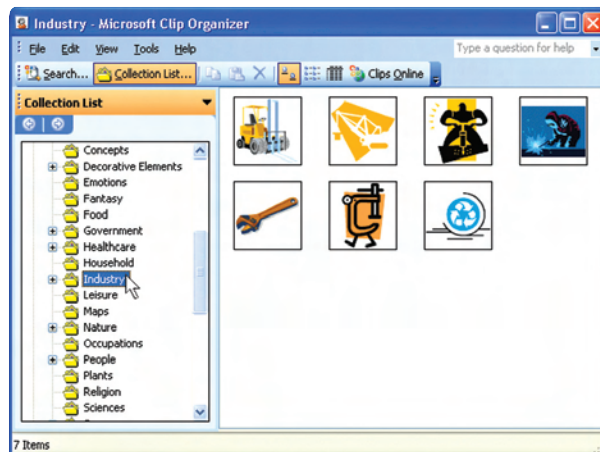 Industry - Microsoft Clip Organizer
File Edit View Tools Help
Type a question for help
Search... Collection List... Clips Online
Collection List
Concepts
Decorative Elements
Emotions
Fantasy
Food
Government
Healthcare
Household
Industry
Leisure
Maps
Nature
Occupations
People
Plants
Religion
Sciences
7 Items